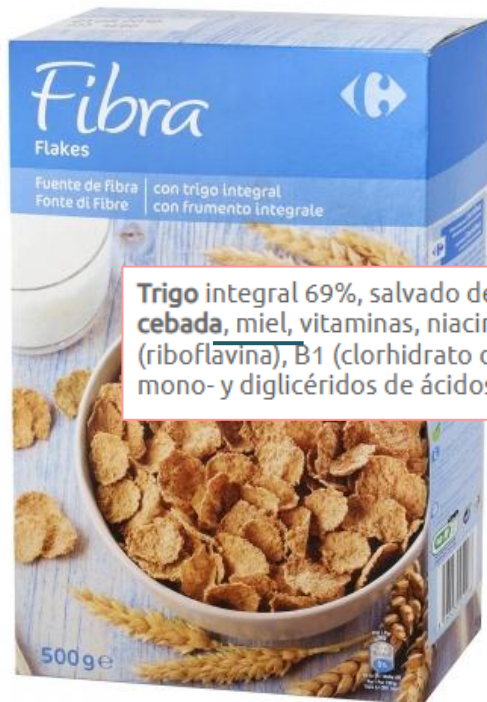 Fibra
Flakes
Fuente de fibra
Fonte di Fibre
con trigo integral
con frumento integrale
Trigo integral 69%, salvado de
cebada, miel, vitaminas, niacin
(riboflavina), B1 (clorhidrato d
mono- y diglicéridos de ácidos
500g e